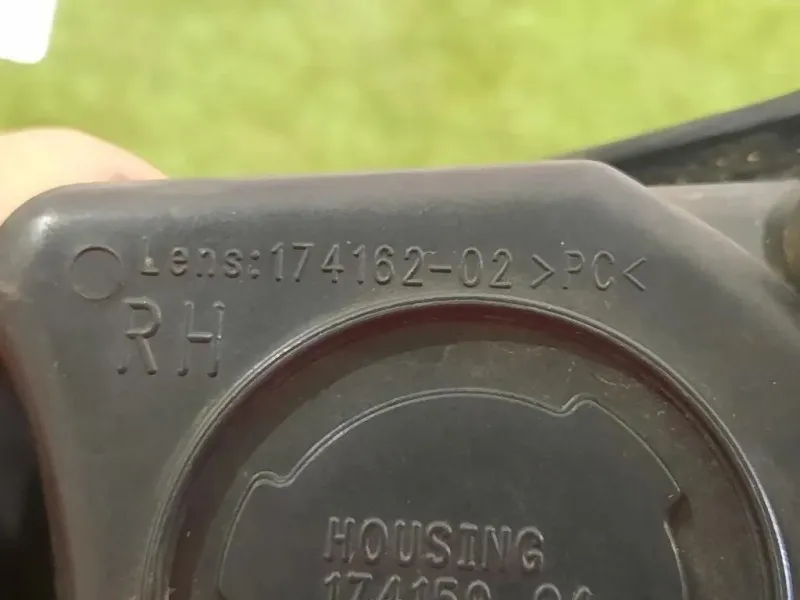 Lens:174162-02 >PC<
RH
HOUSING